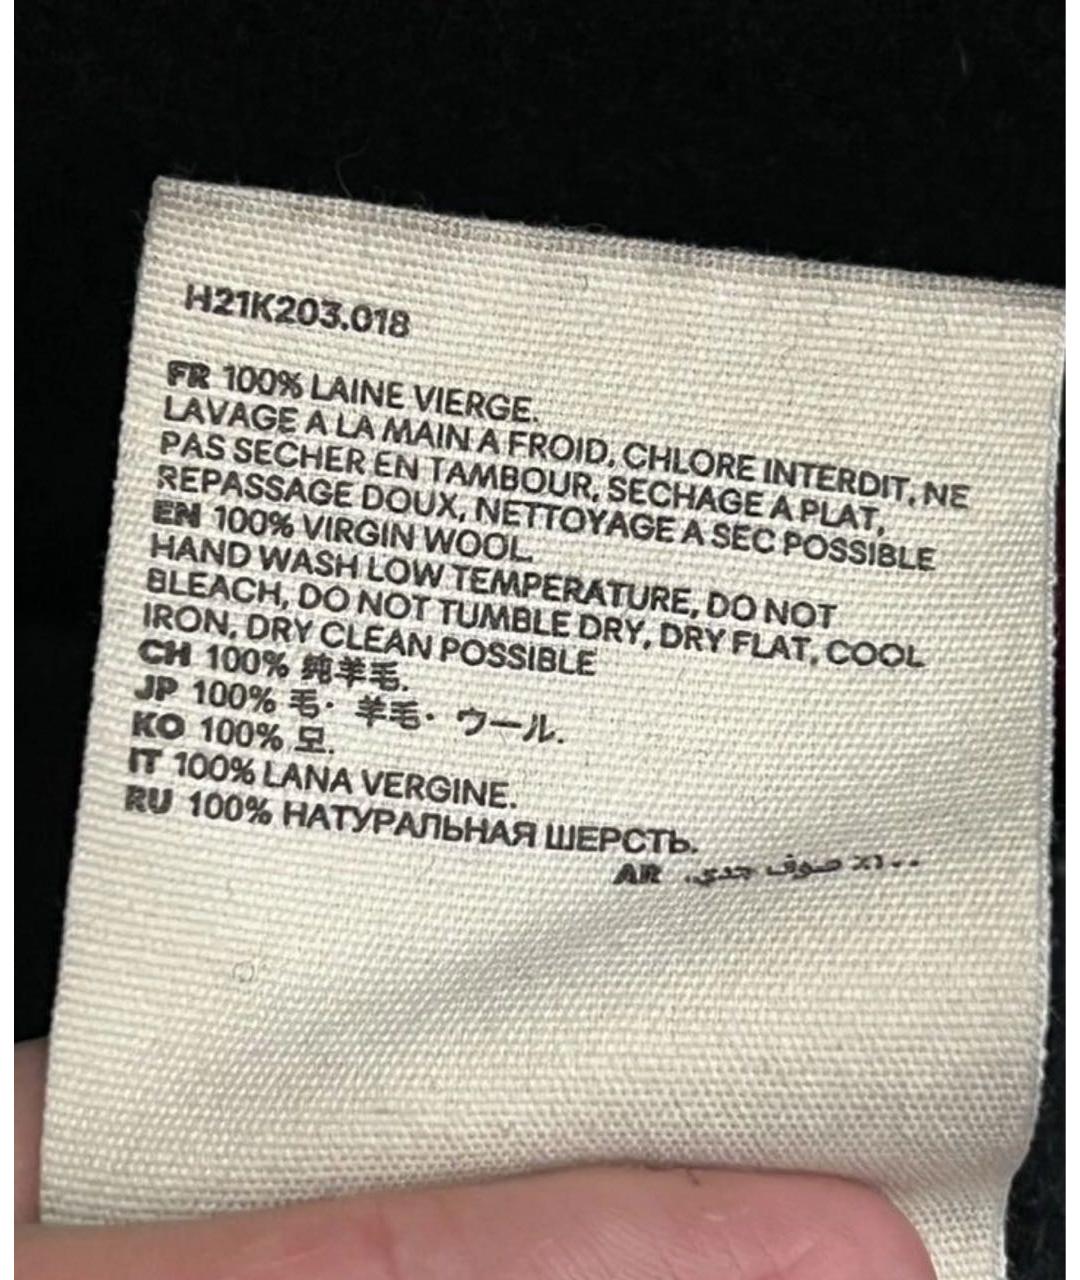 H21K203.018
FR 100% LAINE VIERGE.
LAVAGE A LA MAIN A FROID, CHLORE INTERDIT, NE
PAS SECHER EN TAMBOUR, SECHAGE A PLAT,
REPASSAGE DOUX, NETTOYAGE A SEC POSSIBLE
EN 100% VIRGIN WOOL.
HAND WASH LOW TEMPERATURE, DO NOT
BLEACH, DO NOT TUMBLE DRY, DRY FLAT, COOL
IRON, DRY CLEAN POSSIBLE
CH 100% 纯羊毛.
JP 100% 毛・羊毛・ウール.
KO 100% 모.
IT 100% LANA VERGINE.
RU 100% НАТУРАЛЬНАЯ ШЕРСТЬ.
AR صوف